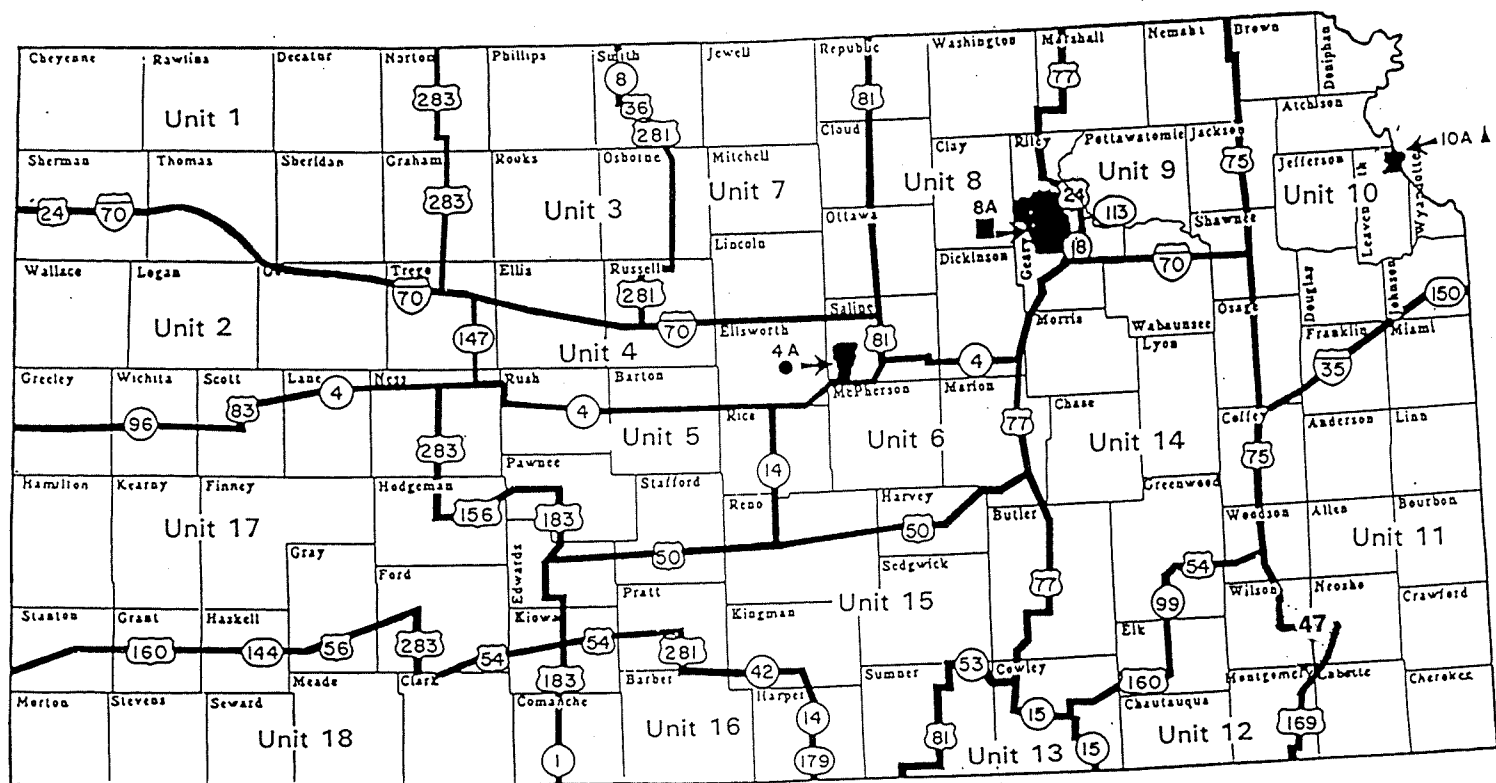 Cheyenne Rawlins Decatur Norton Phillips Smith Jewell Republic Washington Marshall Nemaha Brown Doniphan
8
283 36 81 77
Unit 1 281 Cloud Atchison
10A
Sherman Thomas Sheridan Graham Rooks Osborne Mitchell Clay Riley Pottawatomie Jackson
75 Jefferson Leavenworth Wyandotte
Unit 7 Unit 8 Unit 9 Unit 10
24 70 283 Unit 3 24 113
Ottawa 8A Shawnee
Lincoln Geary 18
Dickinson 70
Wallace Logan Trego Ellis Russell
70 281 Douglas Johnson 150
Saline Osage
Unit 2 70 Ellsworth Morris Franklin Miami
147 Unit 4 81 Wabaunsee
4A 4 Lyon 35
Greeley Wichita Scott Lane Ness Rush Barton McPherson Marion
83 4 4 Rice Chase Coffey Anderson Linn
96 77
283 Unit 5 Unit 6 Unit 14
Pawnee 14 75
Hamilton Kearny Finney Hodgeman Stafford Greenwood
Unit 17 156 183 Reno Harvey Butler Woodson Allen Bourbon
50 50 Unit 11
Gray Edwards Sedgwick
Ford 77 54
Pratt Unit 15 99 Wilson Neosho
Stanton Grant Haskell Kiowa Kingman Crawford
54 Elk 47
160 144 56 283 54 281
183 Barber 42 Sumner 53 Cowley 160 Montgomery Labette Cherokee
Meade Clark
Morton Stevens Seward Comanche Harper Chautauqua
Unit 16 14 15 169
Unit 18 81 Unit 12
1 179 Unit 13 15